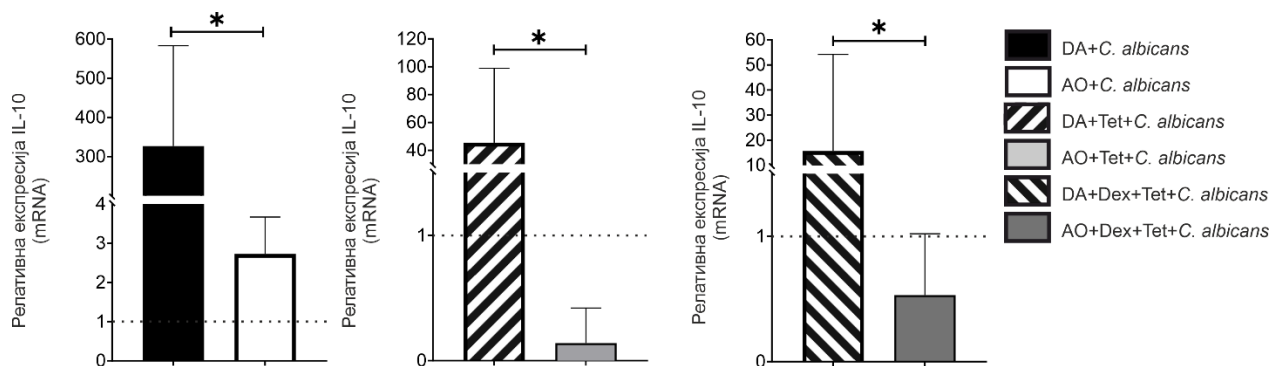 Релативна експресија IL-10
(mRNA)
600
500
400
300
4
3
2
1
0
*
Релативна експресија IL-10
(mRNA)
120
100
80
60
40
1
0
*
Релативна експресија IL-10
(mRNA)
60
50
40
30
20
10
1
0
*
DA+C. albicans
AO+C. albicans
DA+Tet+C. albicans
AO+Tet+C. albicans
DA+Dex+Tet+C. albicans
AO+Dex+Tet+C. albicans